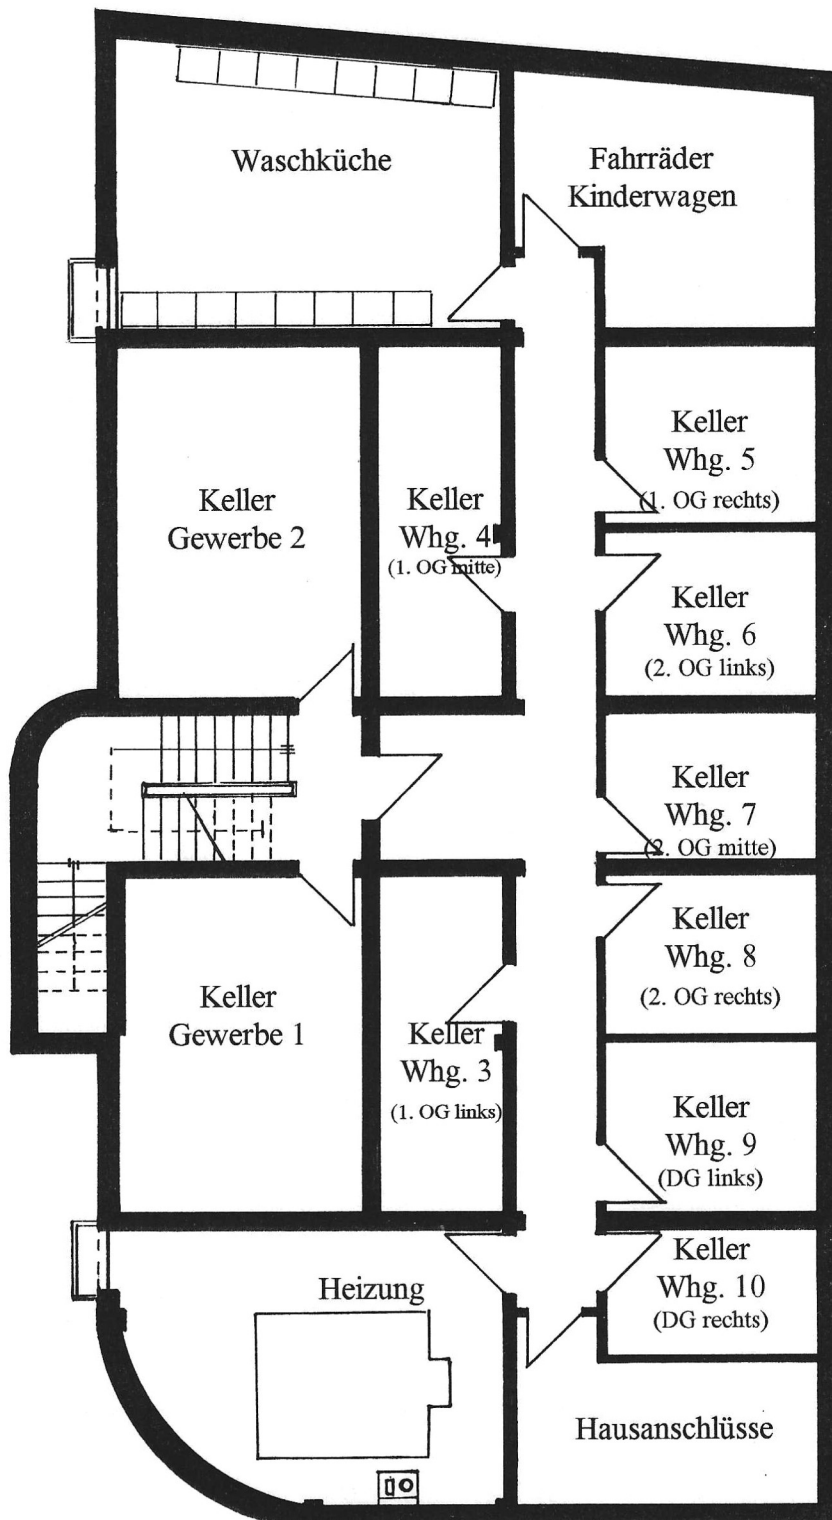 Waschküche
Fahrräder
Kinderwagen
Keller
Gewerbe 2
Keller
Whg. 4
(1. OG mitte)
Keller
Whg. 5
(1. OG rechts)
Keller
Whg. 6
(2. OG links)
Keller
Whg. 7
(2. OG mitte)
Keller
Whg. 8
(2. OG rechts)
Keller
Gewerbe 1
Keller
Whg. 3
(1. OG links)
Keller
Whg. 9
(DG links)
Keller
Whg. 10
(DG rechts)
Heizung
Hausanschlüsse